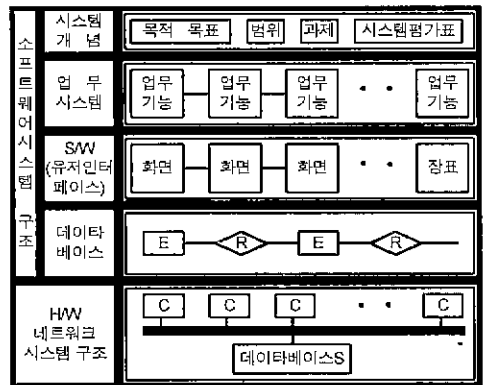 소프트웨어시스템 구조
시스템
개 념
목적 목표 범위 과제 시스템평가표
업 무
시스템
업무 업무 업무 업무
기능 기능 기능 기능
S/W
(유저인터
페이스)
화면 화면 화면 장표
데이타
베이스
E R E R
H/W
네트워크
시스템 구조
C C C C
데이타베이스S